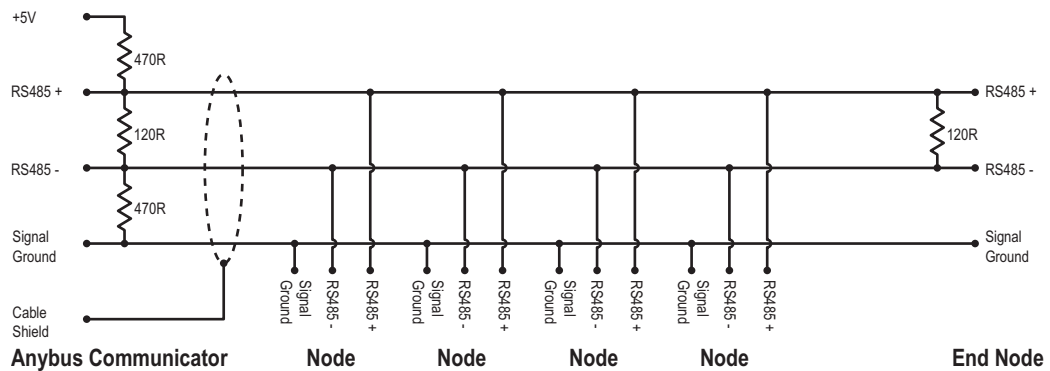 +5V
470R
RS485 +
RS485 +
120R
120R
RS485 -
RS485 -
470R
Signal
Ground
Signal
Ground
Signal
Ground
RS485 -
RS485 +
Signal
Ground
RS485 -
RS485 +
Signal
Ground
RS485 -
RS485 +
Signal
Ground
RS485 -
RS485 +
Cable
Shield
Anybus Communicator
Node
Node
Node
Node
End Node